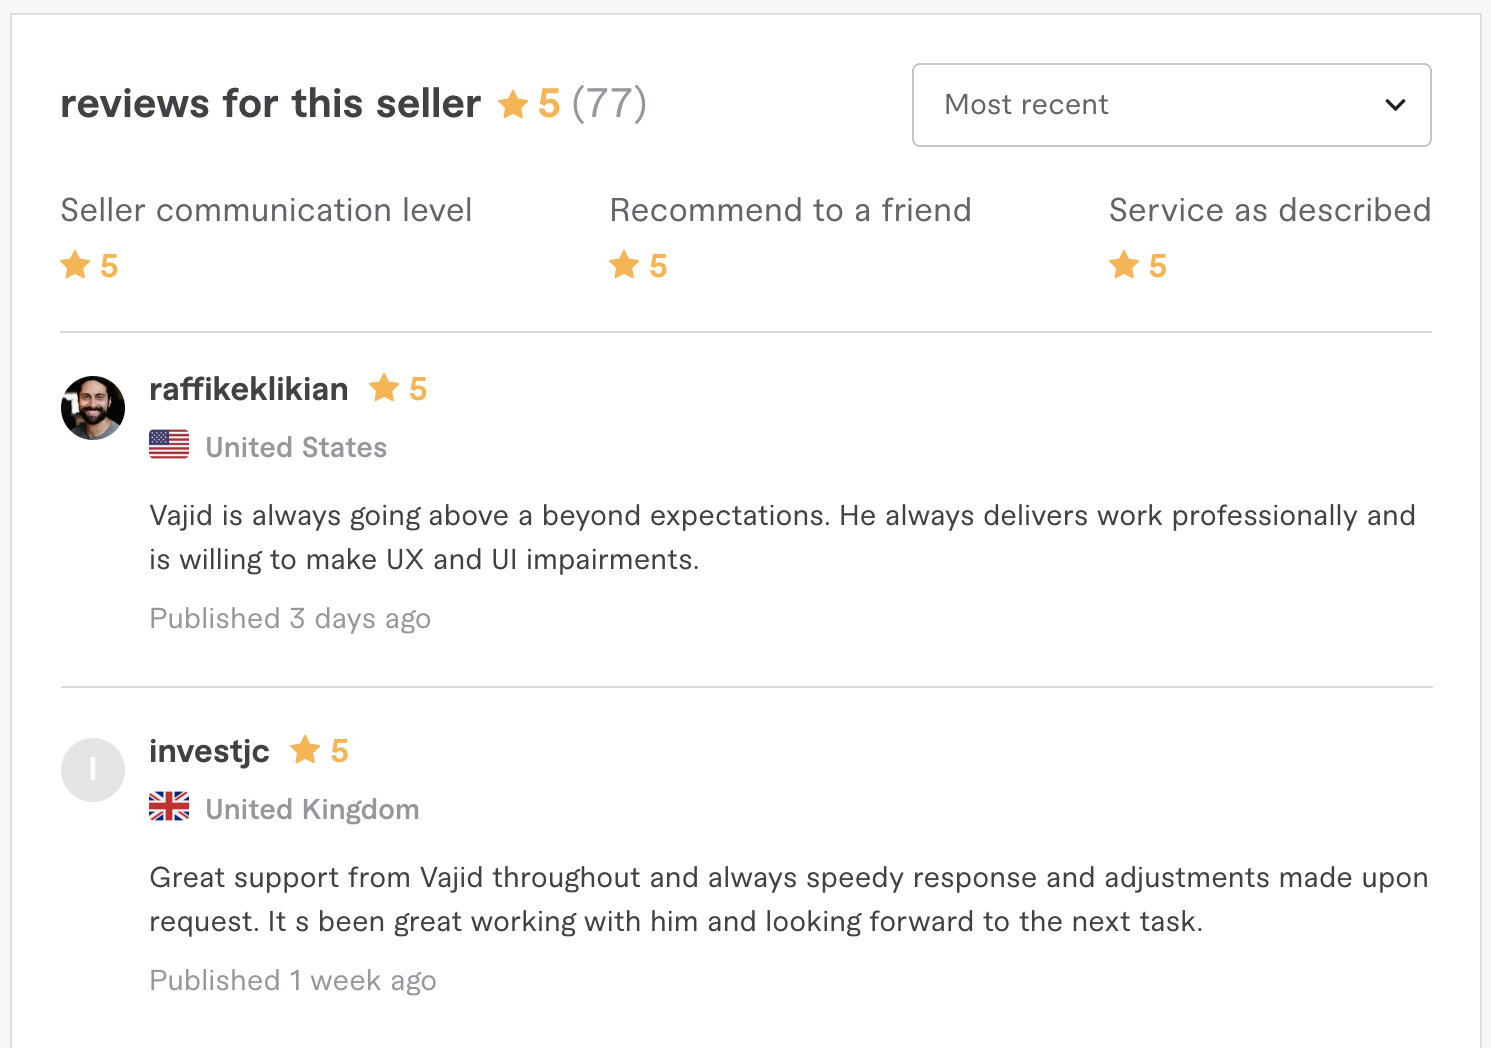 reviews for this seller 5 (77)
Most recent
Seller communication level
5
Recommend to a friend
5
Service as described
5
raffikeklikian 5
United States
Vajid is always going above a beyond expectations. He always delivers work professionally and
is willing to make UX and UI impairments.
Published 3 days ago
I
investjc 5
United Kingdom
Great support from Vajid throughout and always speedy response and adjustments made upon
request. It s been great working with him and looking forward to the next task.
Published 1 week ago